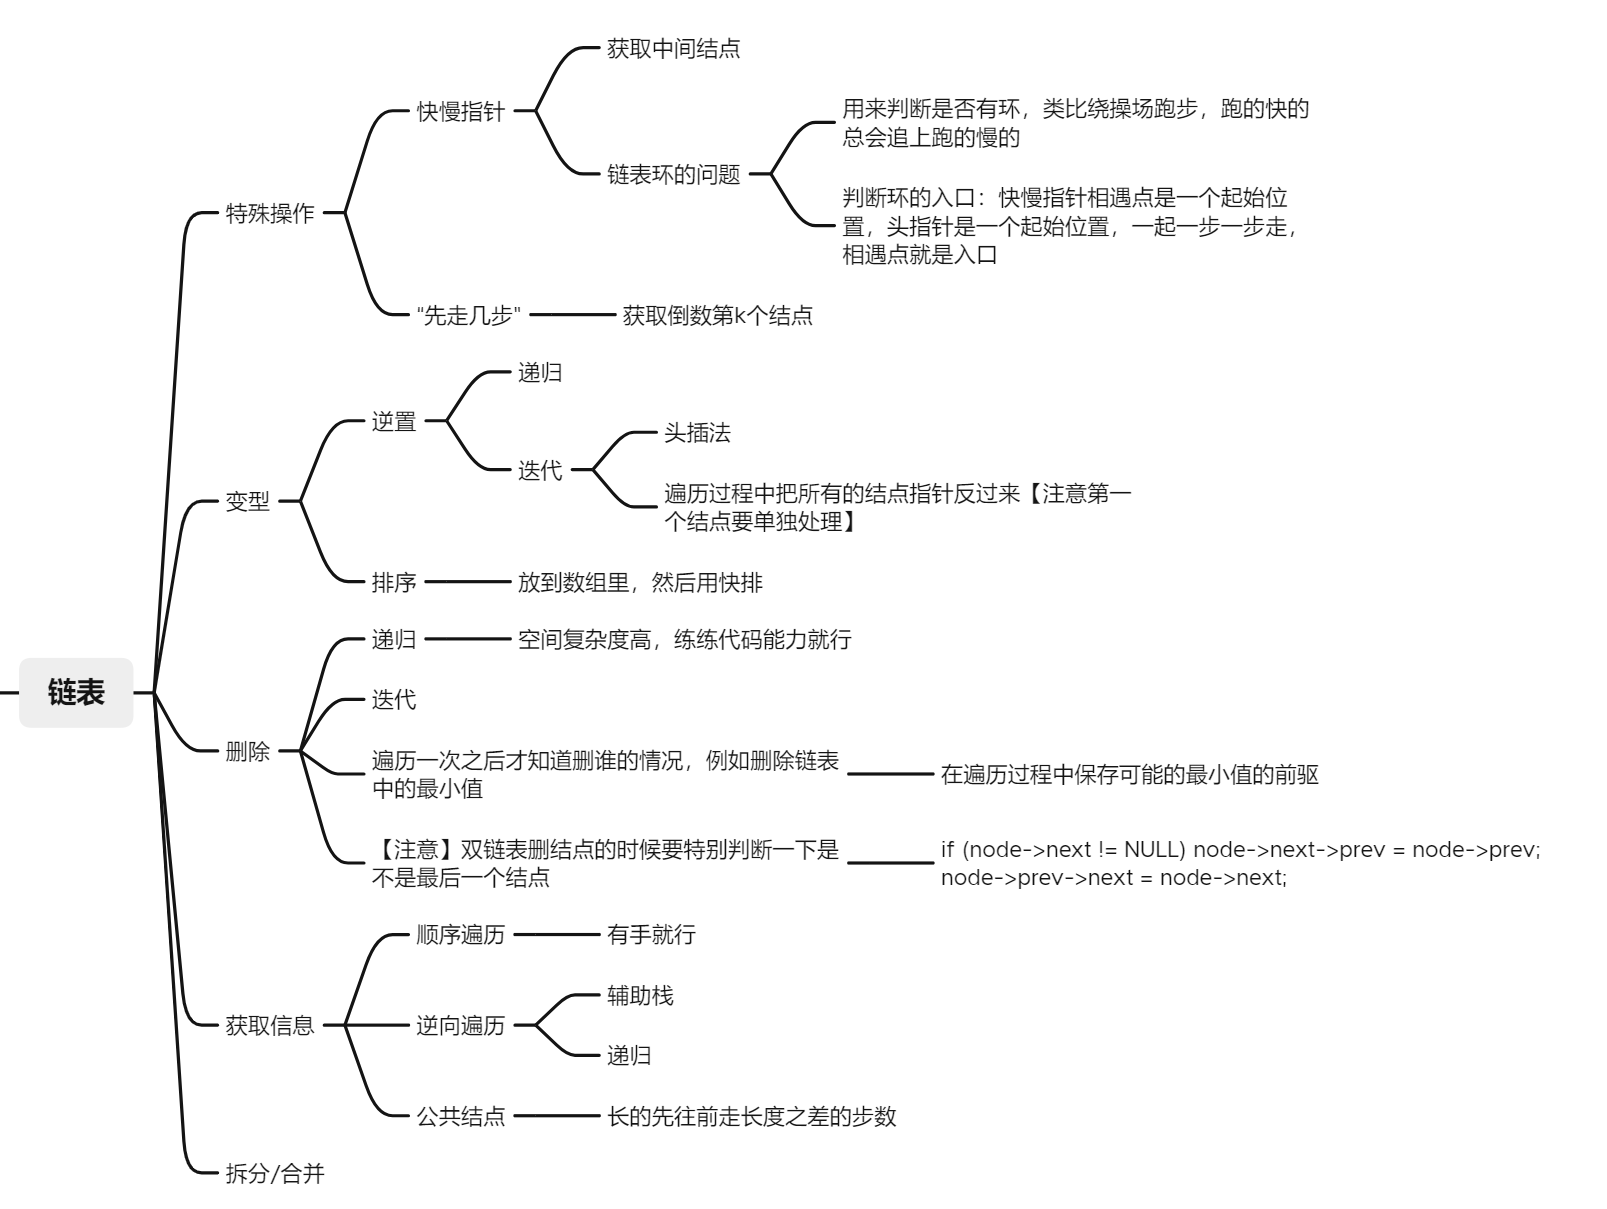 链表
特殊操作
快慢指针
获取中间结点
链表环的问题
用来判断是否有环，类比绕操场跑步，跑的快的
总会追上跑的慢的
判断环的入口：快慢指针相遇点是一个起始位
置，头指针是一个起始位置，一起一步一步走，
相遇点就是入口
“先走几步”
获取倒数第k个结点
变型
逆置
递归
迭代
头插法
遍历过程中把所有的结点指针反过来【注意第一
个结点要单独处理】
排序
放到数组里，然后用快排
删除
递归
空间复杂度高，练练代码能力就行
迭代
遍历一次之后才知道删谁的情况，例如删除链表
中的最小值
在遍历过程中保存可能的最小值的前驱
【注意】双链表删结点的时候要特别判断一下是
不是最后一个结点
if (node->next != NULL) node->next->prev = node->prev;
node->prev->next = node->next;
获取信息
顺序遍历
有手就行
逆向遍历
辅助栈
递归
公共结点
长的先往前走长度之差的步数
拆分/合并